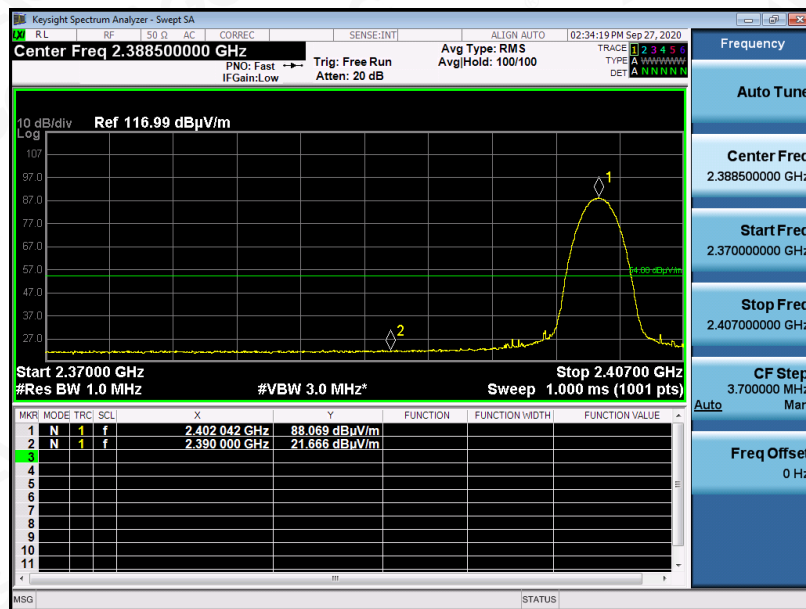 Keysight Spectrum Analyzer - Swept SA
LXI RL RF 50 Ω AC CORREC SENSE:INT ALIGN AUTO 02:34:19 PM Sep 27, 2020
Center Freq 2.388500000 GHz
PNO: Fast
IFGain:Low
Trig: Free Run
Atten: 20 dB
Avg Type: RMS
Avg|Hold: 100/100
TRACE 1 2 3 4 5 6
TYPE A WWWWW
DET A N N N N N
Frequency
Auto Tune
Center Freq
2.388500000 GHz
Start Freq
2.370000000 GHz
Stop Freq
2.407000000 GHz
CF Step
3.700000 MHz
Auto Man
Freq Offset
0 Hz
10 dB/div Ref 116.99 dBμV/m
Log
107
97.0
87.0
77.0
67.0
57.0
47.0
37.0
27.0
1
54.00 dBμV/m
2
Start 2.37000 GHz Stop 2.40700 GHz
#Res BW 1.0 MHz #VBW 3.0 MHz* Sweep 1.000 ms (1001 pts)
MKR MODE TRC SCL X Y FUNCTION FUNCTION WIDTH FUNCTION VALUE
1 N 1 f 2.402 042 GHz 88.069 dBμV/m
2 N 1 f 2.390 000 GHz 21.666 dBμV/m
3
4
5
6
7
8
9
10
11
MSG STATUS